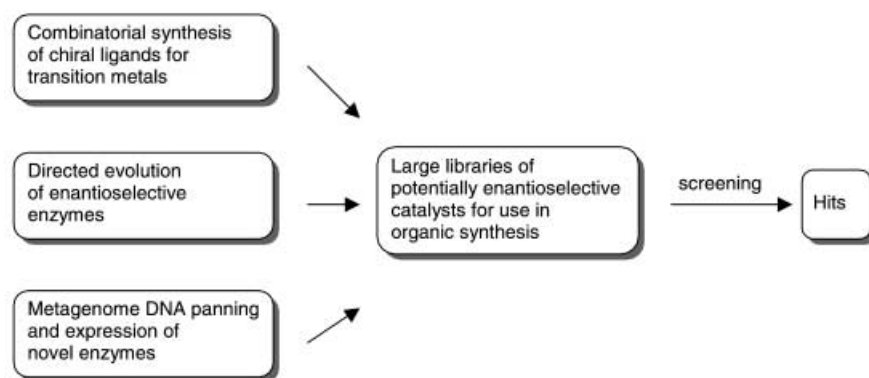 Combinatorial synthesis
of chiral ligands for
transition metals
Directed evolution
of enantioselective
enzymes
Metagenome DNA panning
and expression of
novel enzymes
Large libraries of
potentially enantioselective
catalysts for use in
organic synthesis
screening
Hits